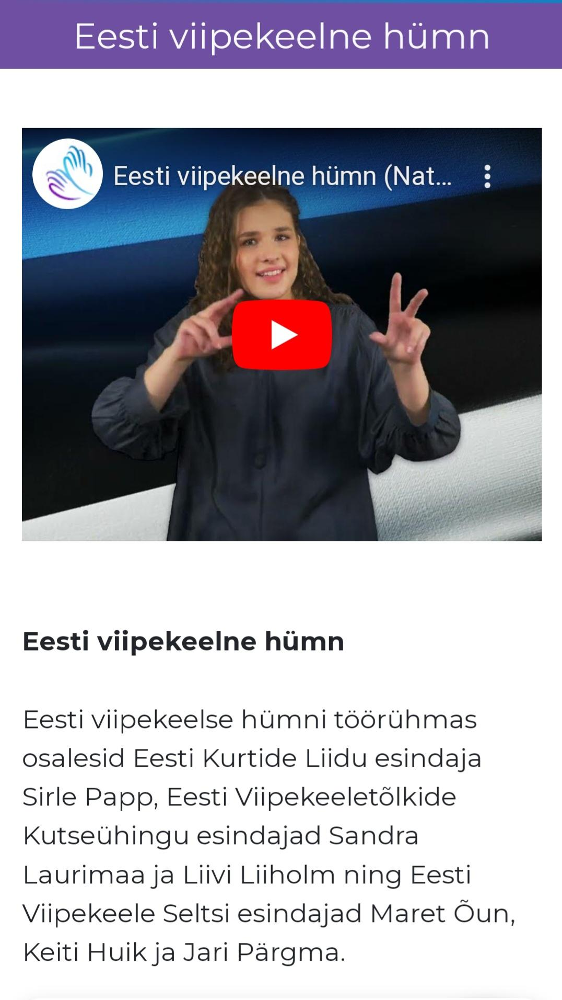 Eesti viipekeelne hümn
Eesti viipekeelne hümn (Nat...
Eesti viipekeelne hümn
Eesti viipekeelse hümni töörühmas
osalesid Eesti Kurtide Liidu esindaja
Sirle Papp, Eesti Viipekeeletõlkide
Kutseühingu esindajad Sandra
Laurimaa ja Liivi Liiholm ning Eesti
Viipekeele Seltsi esindajad Maret Õun,
Keiti Huik ja Jari Pärgma.